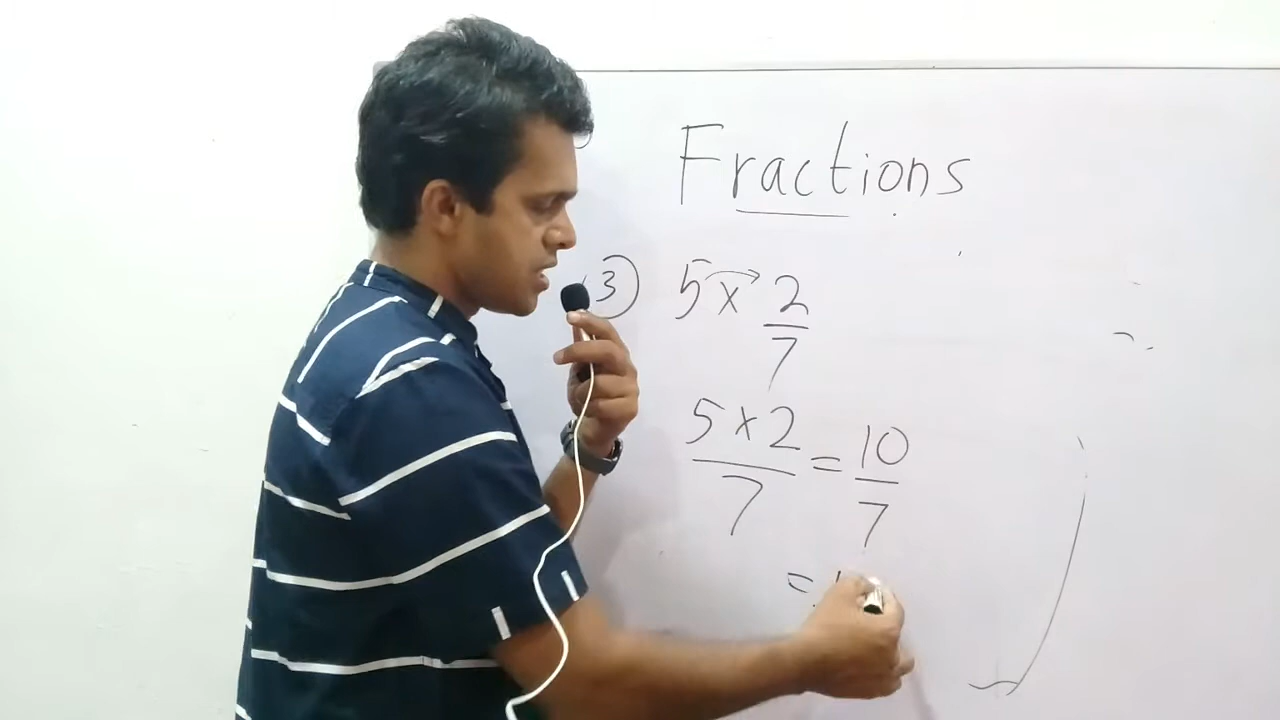 Fractions
3 5 x 2/7
5 x 2/7 = 10/7
=